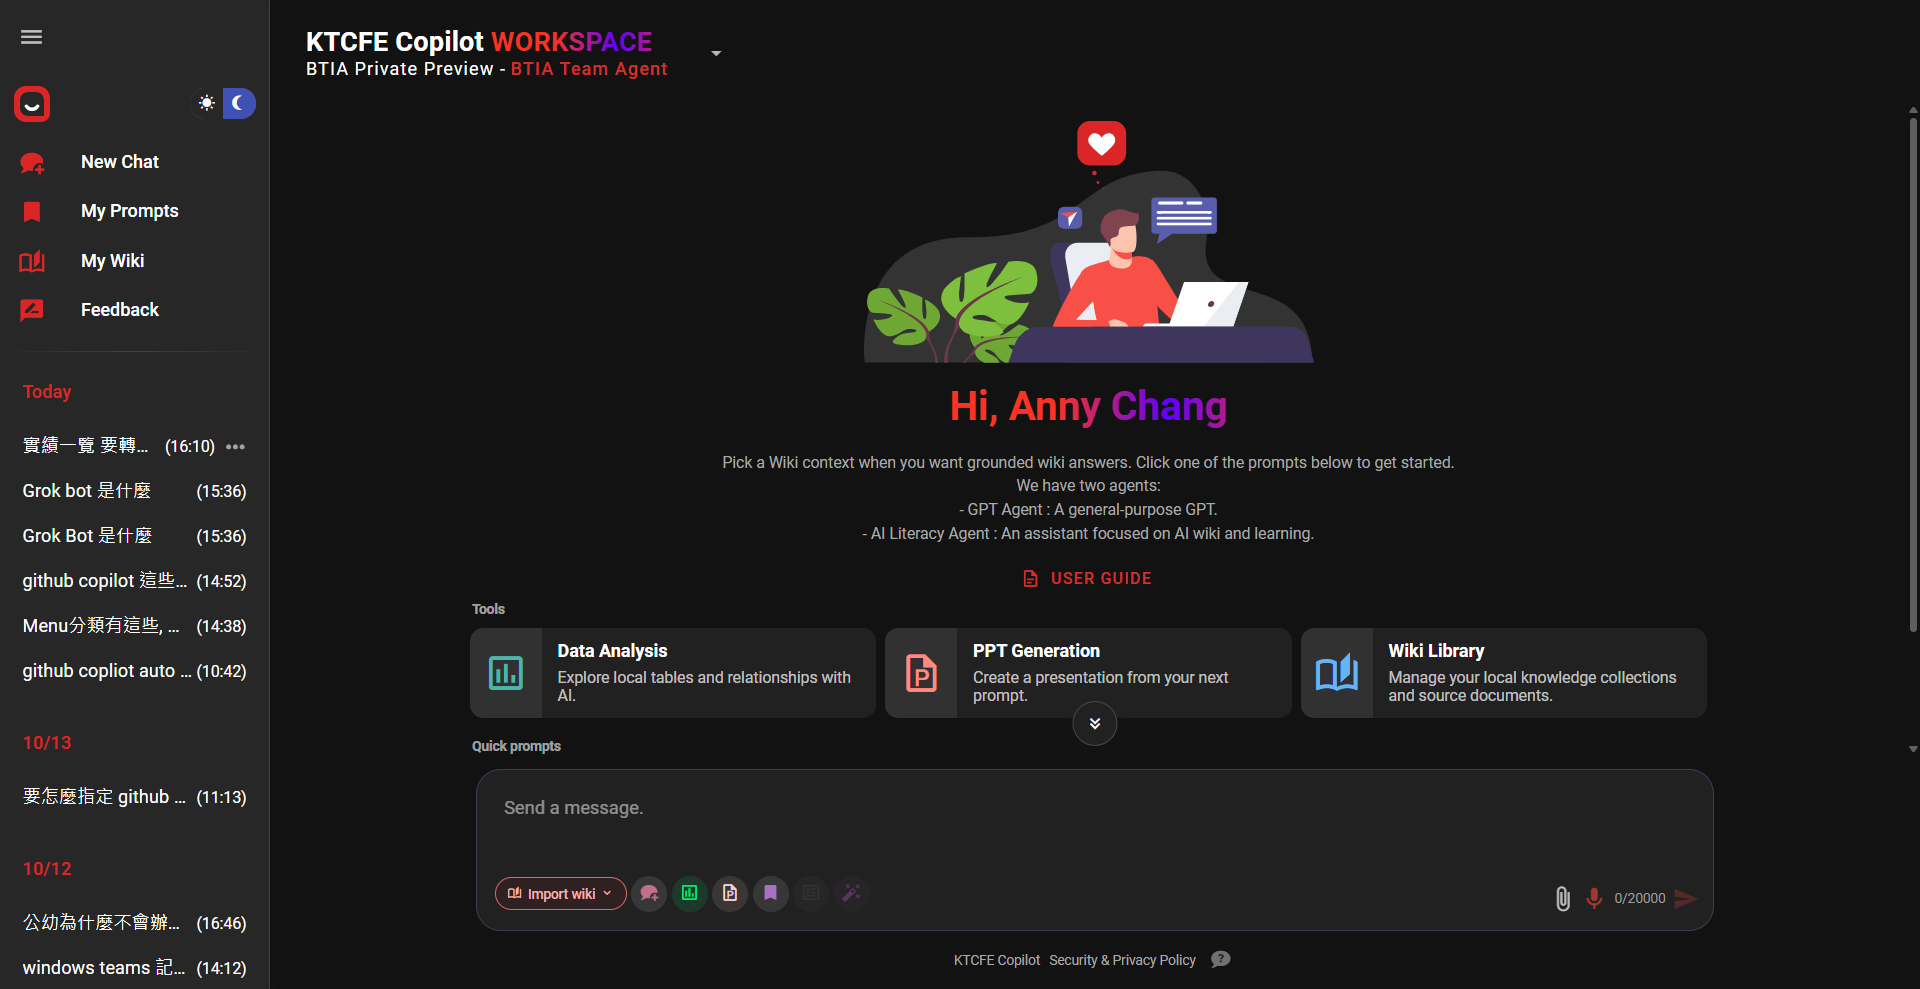 KTCFE Copilot WORKSPACE
BTIA Private Preview - BTIA Team Agent
New Chat
My Prompts
My Wiki
Feedback
Today
實績一覽 要轉... (16:10)
Grok bot 是什麼 (15:36)
Grok Bot 是什麼 (15:36)
github copilot 這些... (14:52)
Menu分類有這些, ... (14:38)
github copliot auto ... (10:42)
10/13
要怎麼指定 github ... (11:13)
10/12
公幼為什麼不會辦... (16:46)
windows teams 記... (14:12)
Hi, Anny Chang
Pick a Wiki context when you want grounded wiki answers. Click one of the prompts below to get started.
We have two agents:
- GPT Agent : A general-purpose GPT.
- AI Literacy Agent : An assistant focused on AI wiki and learning.
USER GUIDE
Tools
Data Analysis
Explore local tables and relationships with
AI.
PPT Generation
Create a presentation from your next
prompt.
Wiki Library
Manage your local knowledge collections
and source documents.
Quick prompts
Send a message.
Import wiki
0/20000
KTCFE Copilot Security & Privacy Policy